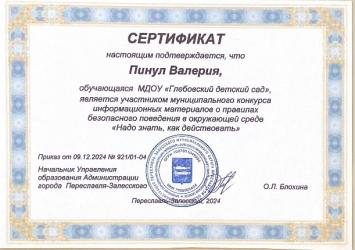 СЕРТИФИКАТ
настоящим подтверждается, что
Пинул Валерия,
обучающаяся МДОУ «Глебовский детский сад»,
является участником муниципального конкурса
информационных материалов о правилах
безопасного поведения в окружающей среде
«Надо знать, как действовать»
Приказ от 09.12.2024 № 921/01-04
Начальник Управления
образования Администрации
города Переславля-Залесского
О.Л. Блохина
Переславль-Залесский, 2024